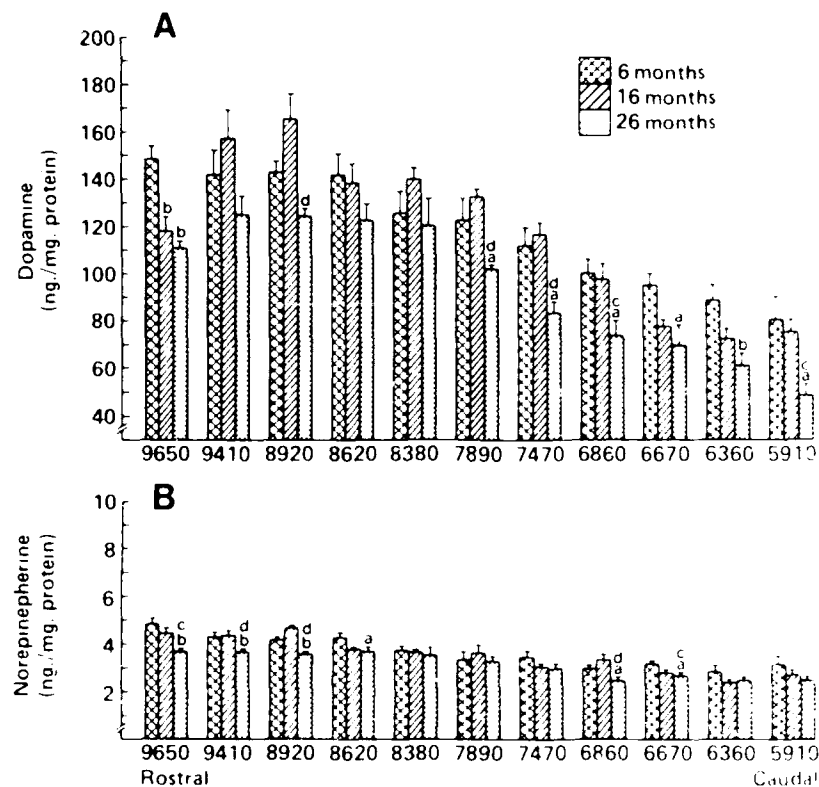 A
200
180
160
140
120
100
80
60
40
Dopamine
(ng./mg. protein)
6 months
16 months
26 months
b
b
d
d
a
d
a
c
a
a
b
c
a
9650 9410 8920 8620 8380 7890 7470 6860 6670 6360 5910
B
10
8
6
4
2
Norepinepherine
(ng./mg. protein)
c
b
d
b
d
b
a
d
a
c
a
9650 9410 8920 8620 8380 7890 7470 6860 6670 6360 5910
Rostral Caudal